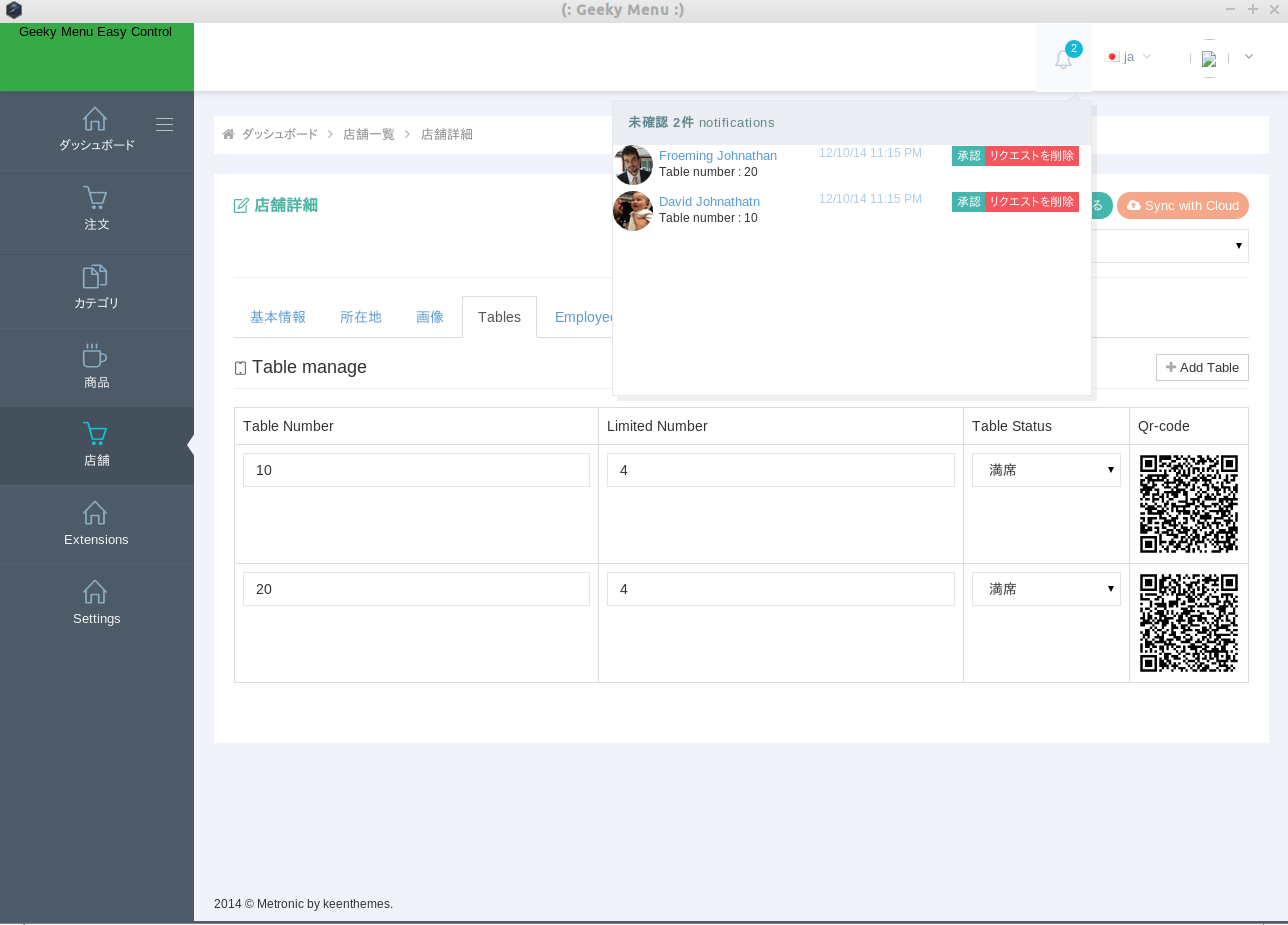 (: Geeky Menu :)
Geeky Menu Easy Control
2
ja
ダッシュボード
注文
カテゴリ
商品
店舗
Extensions
Settings
ダッシュボード > 店舗一覧 > 店舗詳細
未確認 2件 notifications
Froeming Johnathan 12/10/14 11:15 PM 承認 リクエストを削除
Table number : 20
David Johnathatn 12/10/14 11:15 PM 承認 リクエストを削除
Table number : 10
店舗詳細
る Sync with Cloud
基本情報 所在地 画像 Tables
Table manage
Add Table
Table Number Limited Number Table Status Qr-code
10 4 満席
20 4 満席
2014 © Metronic by keenthemes.